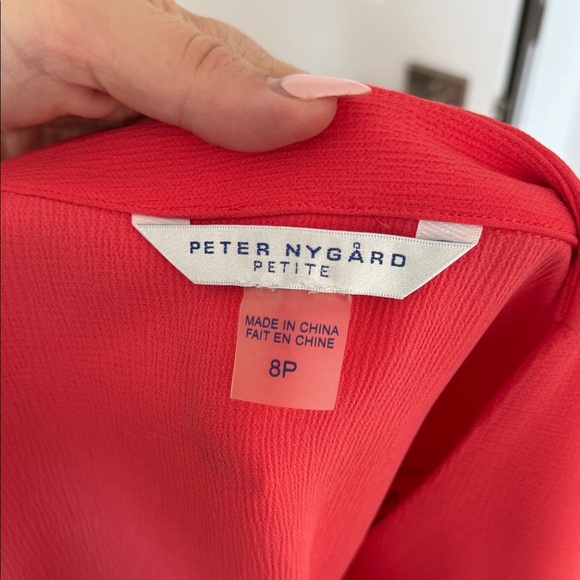 PETER NYGÅRD
PETITE
MADE IN CHINA
FAIT EN CHINE
8P